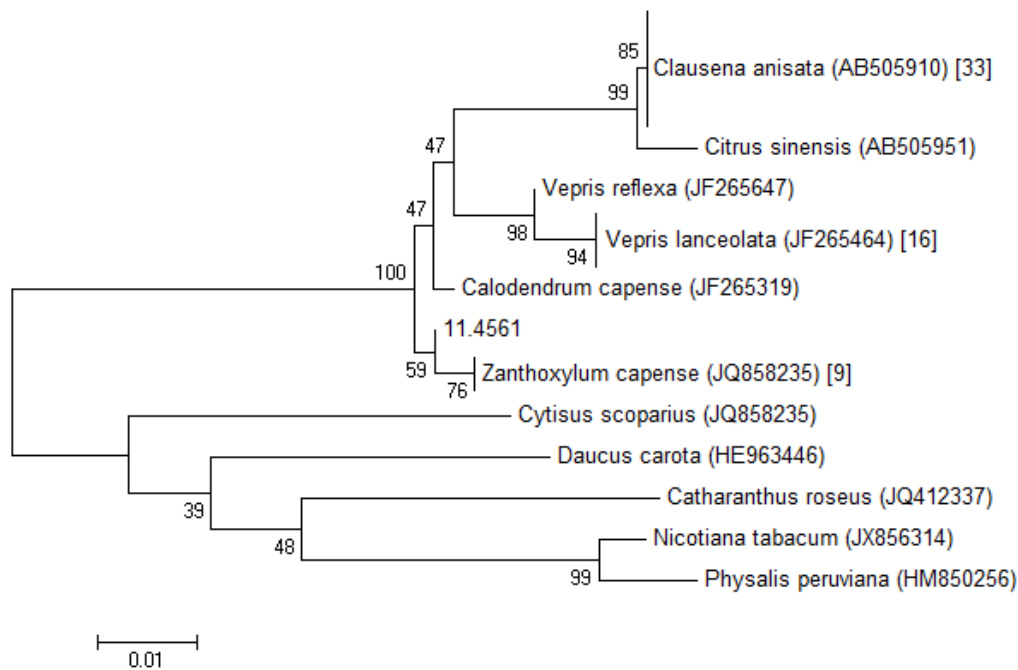 85
Clausena anisata (AB505910) [33]
99
Citrus sinensis (AB505951)
47
Vepris reflexa (JF265647)
47
98
Vepris lanceolata (JF265464) [16]
94
100
Calodendrum capense (JF265319)
11.4561
59
Zanthoxylum capense (JQ858235) [9]
76
Cytisus scoparius (JQ858235)
Daucus carota (HE963446)
39
Catharanthus roseus (JQ412337)
48
Nicotiana tabacum (JX856314)
99
Physalis peruviana (HM850256)
0.01